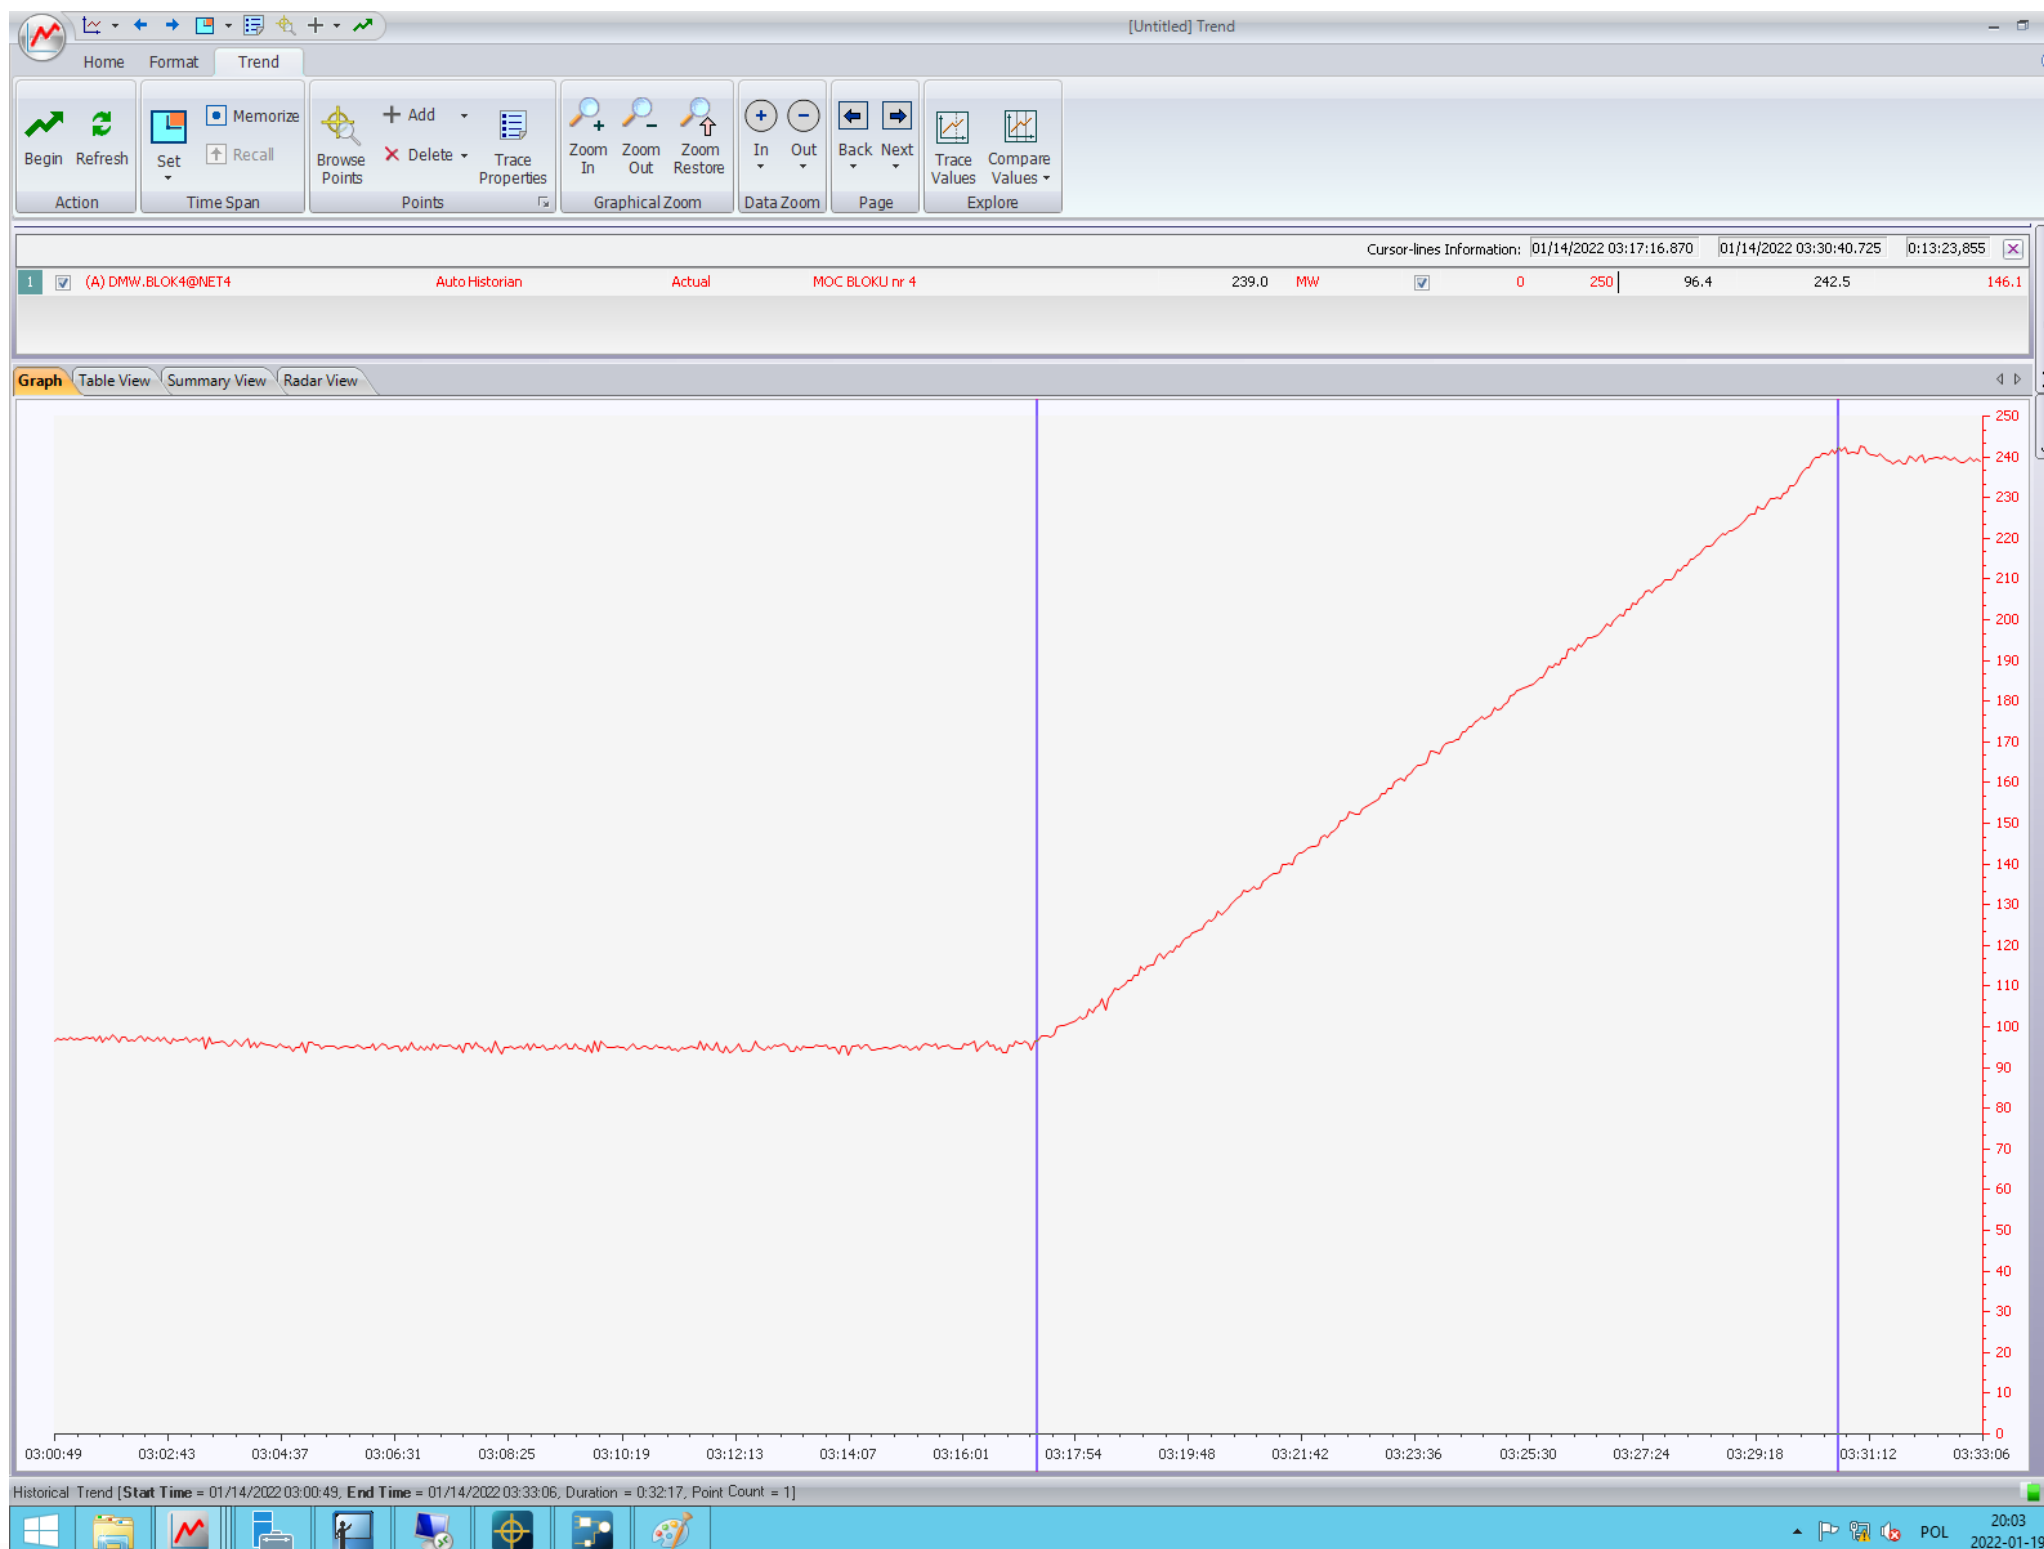 [Untitled] Trend
Home Format Trend
Begin Refresh Set Memorize Recall Browse Points Add Delete Trace Properties Zoom In Zoom Out Zoom Restore In Out Back Next Trace Values Compare Values
Action Time Span Points Graphical Zoom Data Zoom Page Explore
Cursor-lines Information: 01/14/2022 03:17:16.870 01/14/2022 03:30:40.725 0:13:23,855
1 (A) DMW.BLOK4@NET4 Auto Historian Actual MOC BLOKU nr 4 239.0 MW 0 250 96.4 242.5 146.1
Graph Table View Summary View Radar View
250
240
230
220
210
200
190
180
170
160
150
140
130
120
110
100
90
80
70
60
50
40
30
20
10
0
03:00:49 03:02:43 03:04:37 03:06:31 03:08:25 03:10:19 03:12:13 03:14:07 03:16:01 03:17:54 03:19:48 03:21:42 03:23:36 03:25:30 03:27:24 03:29:18 03:31:12 03:33:06
Historical Trend [Start Time = 01/14/2022 03:00:49, End Time = 01/14/2022 03:33:06, Duration = 0:32:17, Point Count = 1]
POL 20:03
2022-01-19